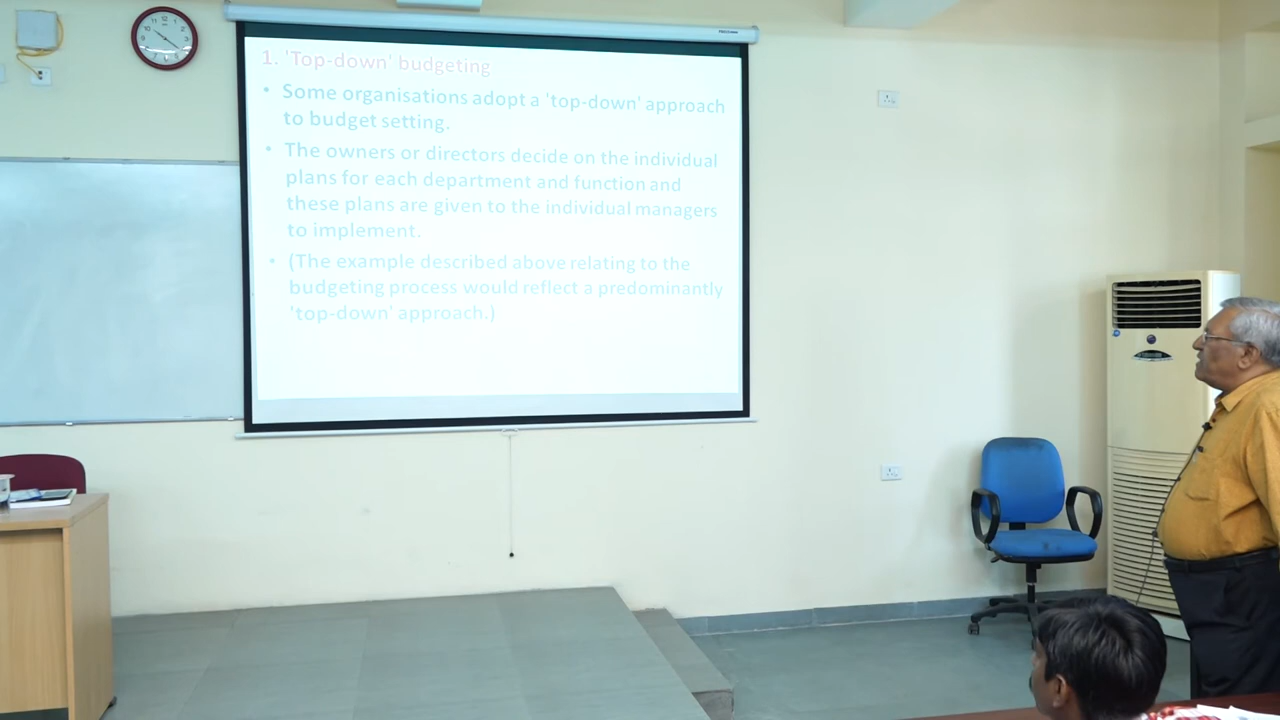 1. 'Top-down' budgeting
• Some organisations adopt a 'top-down' approach
to budget setting.
• The owners or directors decide on the individual
plans for each department and function and
these plans are given to the individual managers
to implement.
• (The example described above relating to the
budgeting process would reflect a predominantly
'top-down' approach.)